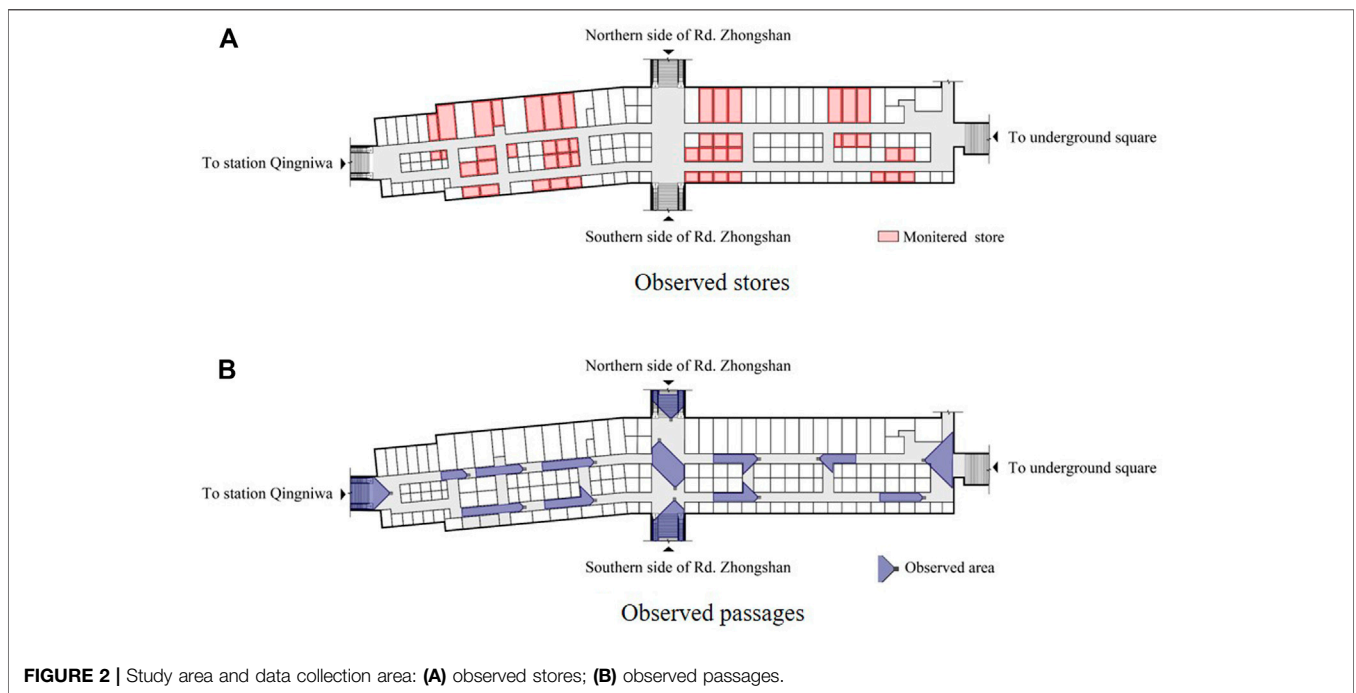 A
Northern side of Rd. Zhongshan
To station Qingniwa
To underground square
Southern side of Rd. Zhongshan
Monitered store
Observed stores
B
Northern side of Rd. Zhongshan
To station Qingniwa
To underground square
Southern side of Rd. Zhongshan
Observed area
Observed passages
FIGURE 2 | Study area and data collection area: (A) observed stores; (B) observed passages.